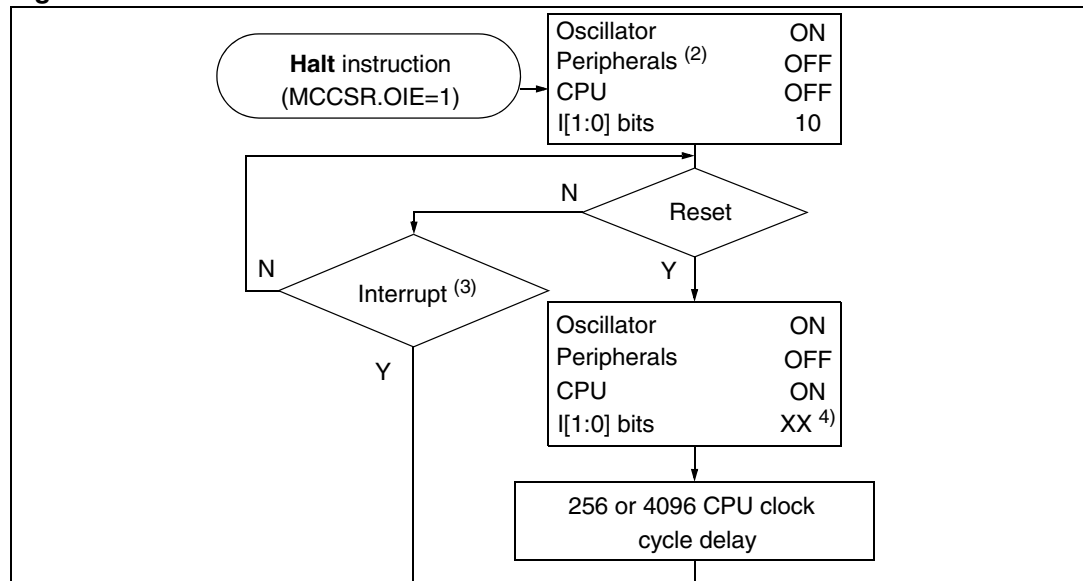 Halt instruction
(MCCSR.OIE=1)
Oscillator ON
Peripherals (2) OFF
CPU OFF
I[1:0] bits 10
N
Reset
N
Interrupt (3)
Y
Y
Oscillator ON
Peripherals OFF
CPU ON
I[1:0] bits XX 4)
256 or 4096 CPU clock
cycle delay